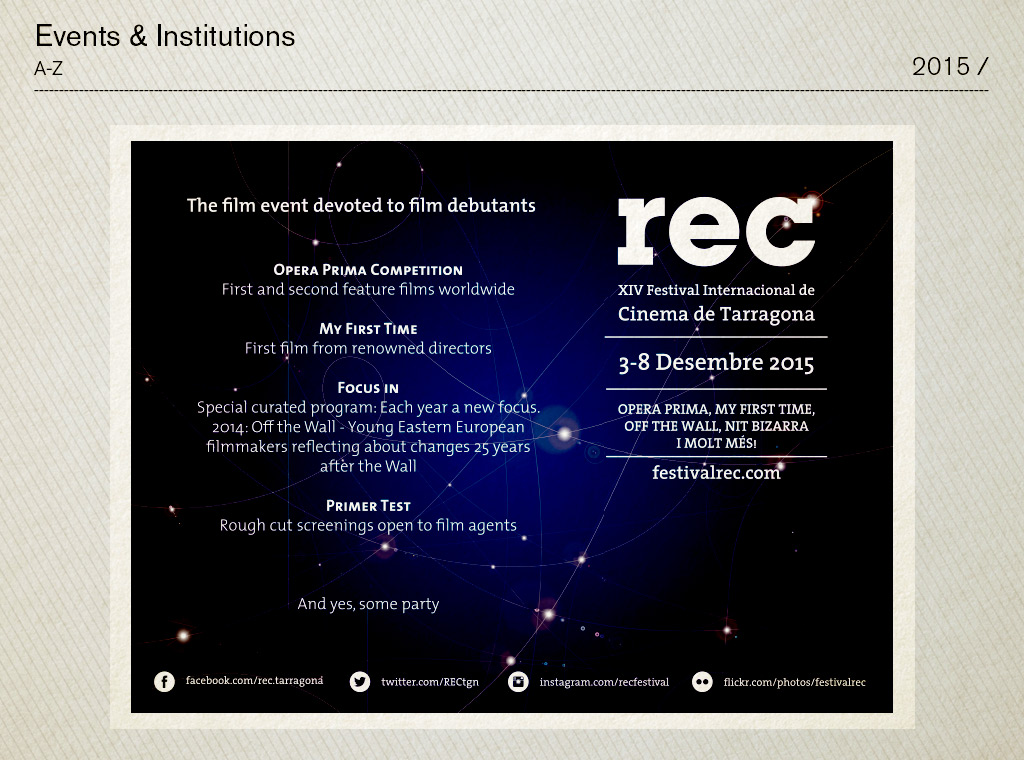 Events & Institutions
A-Z
2015 /
The film event devoted to film debutants
Opera Prima Competition
First and second feature films worldwide
My First Time
First film from renowned directors
Focus in
Special curated program: Each year a new focus.
2014: Off the Wall - Young Eastern European
filmmakers reflecting about changes 25 years
after the Wall
Primer Test
Rough cut screenings open to film agents
And yes, some party
rec
XIV Festival Internacional de
Cinema de Tarragona
3-8 Desembre 2015
OPERA PRIMA, MY FIRST TIME,
OFF THE WALL, NIT BIZARRA
I MOLT MÉS!
festivalrec.com
facebook.com/rec.tarragona
twitter.com/RECtgn
instagram.com/recfestival
flickr.com/photos/festivalrec